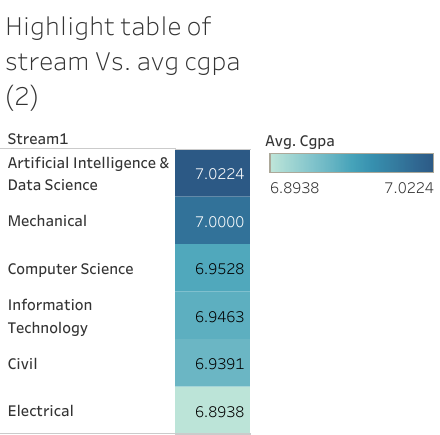 Highlight table of
stream Vs. avg cgpa
(2)
Stream1
Artificial Intelligence &
Data Science
7.0224
Mechanical
7.0000
Computer Science
6.9528
Information
Technology
6.9463
Civil
6.9391
Electrical
6.8938
Avg. Cgpa
6.8938
7.0224